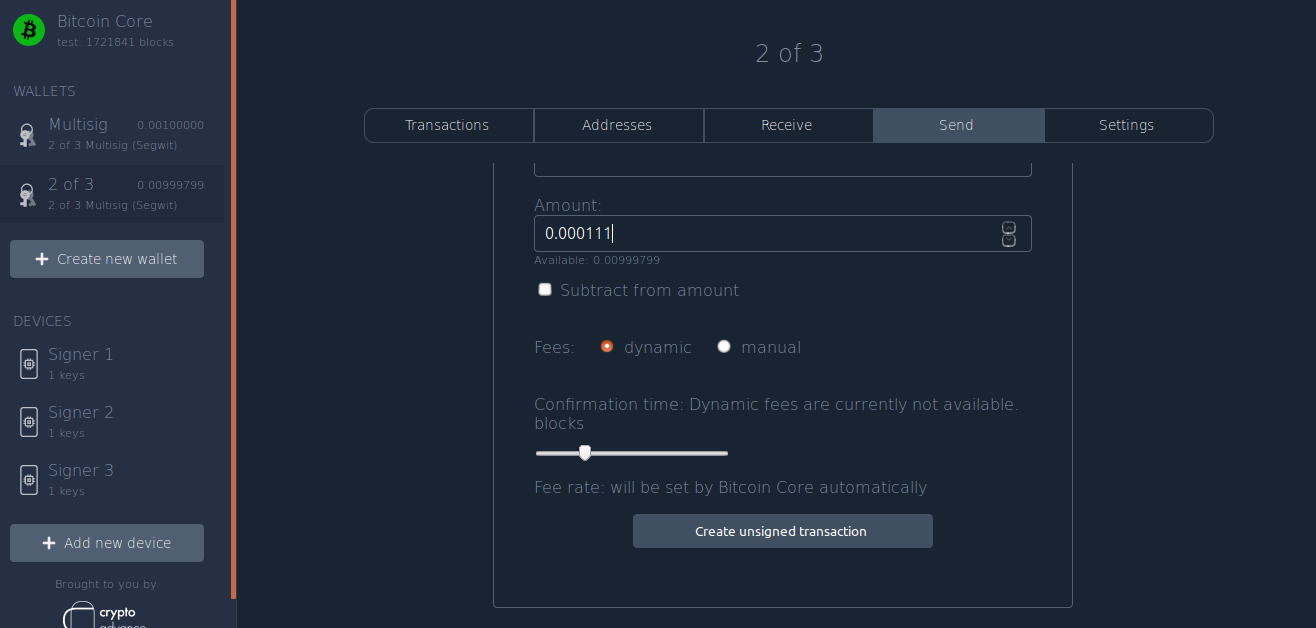 Bitcoin Core
test: 1721841 blocks
WALLETS
Multisig 0.00100000
2 of 3 Multisig (Segwit)
2 of 3 0.00999799
2 of 3 Multisig (Segwit)
Create new wallet
DEVICES
Signer 1
1 keys
Signer 2
1 keys
Signer 3
1 keys
Add new device
Brought to you by
crypto
advance
2 of 3
Transactions Addresses Receive Send Settings
Amount:
0.000111
Available: 0.00999799
Subtract from amount
Fees: dynamic manual
Confirmation time: Dynamic fees are currently not available.
blocks
Fee rate: will be set by Bitcoin Core automatically
Create unsigned transaction